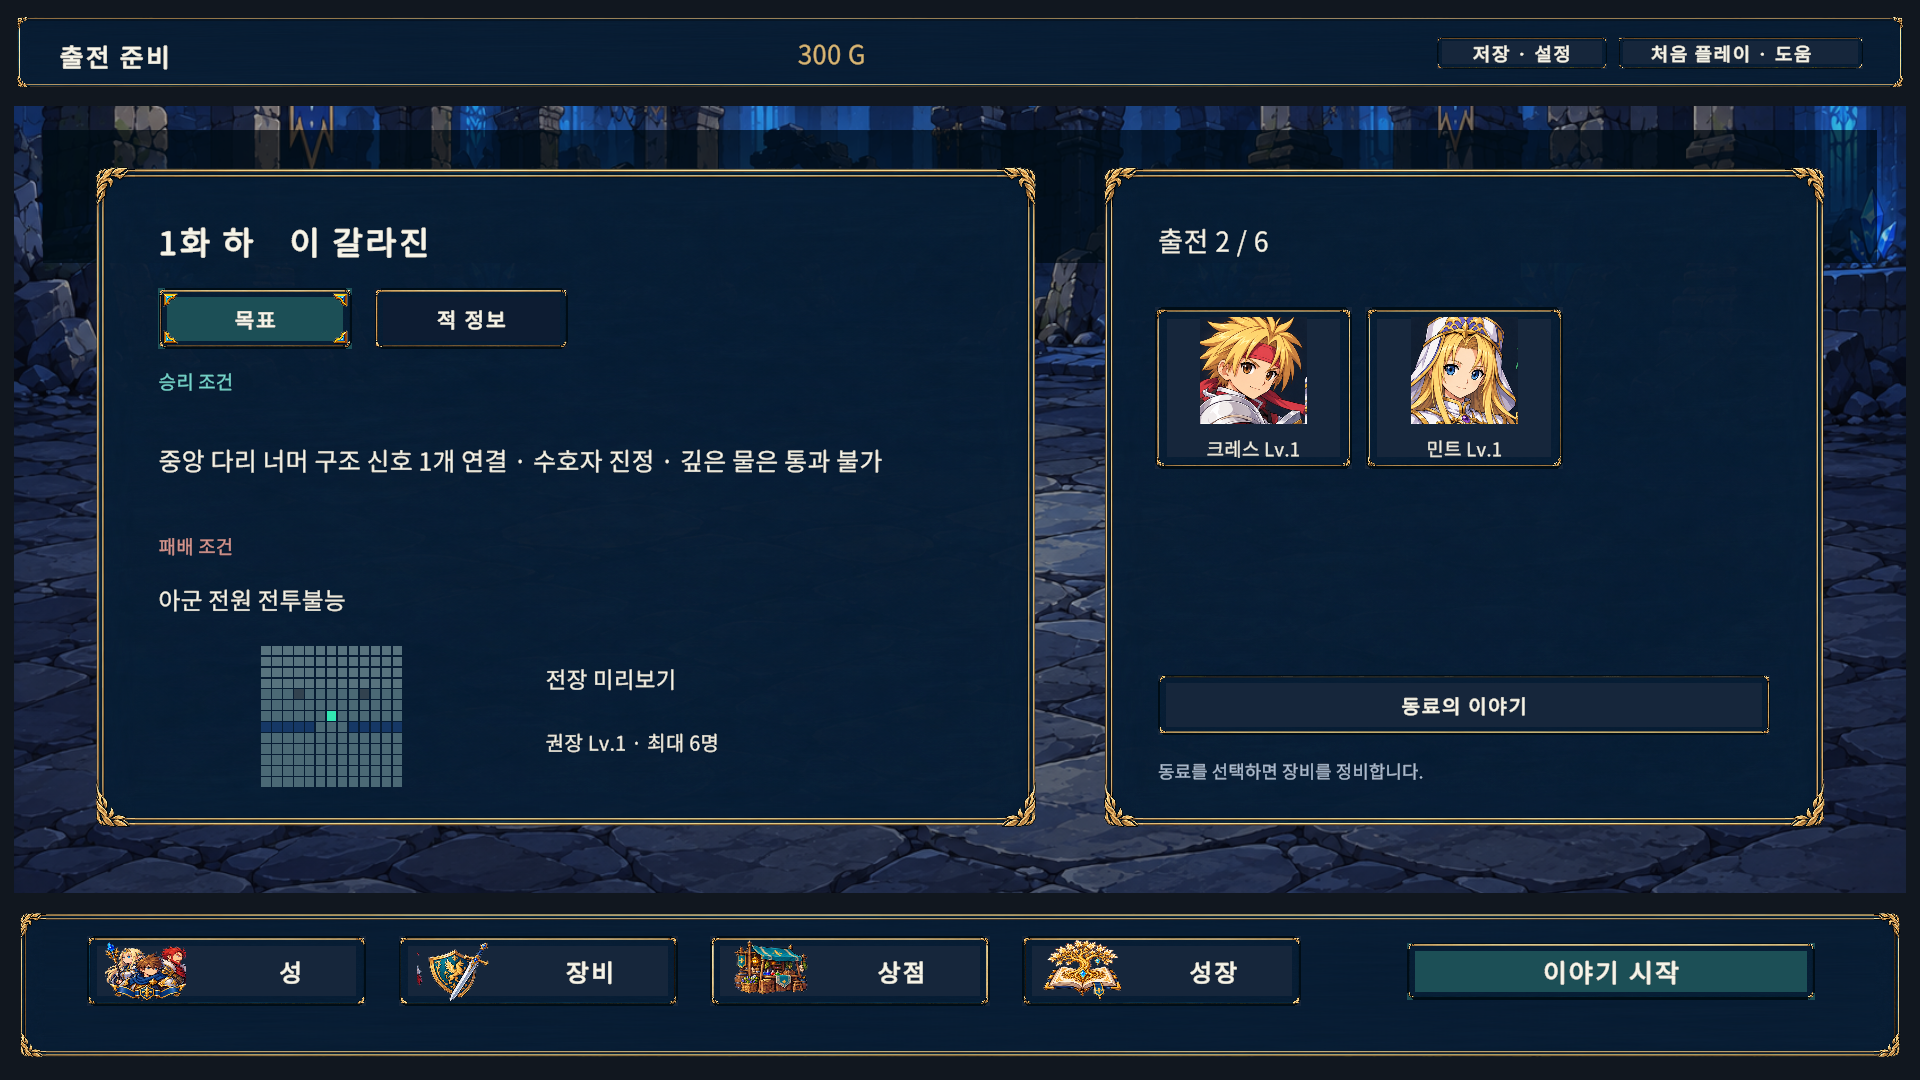 출전 준비
300 G
저장 · 설정
처음 플레이 · 도움
1화 하 이 갈라진
목표
적 정보
승리 조건
중앙 다리 너머 구조 신호 1개 연결 · 수호자 진정 · 깊은 물은 통과 불가
패배 조건
아군 전원 전투불능
전장 미리보기
권장 Lv.1 · 최대 6명
출전 2 / 6
크레스 Lv.1
민트 Lv.1
동료의 이야기
동료를 선택하면 장비를 정비합니다.
성
장비
상점
성장
이야기 시작